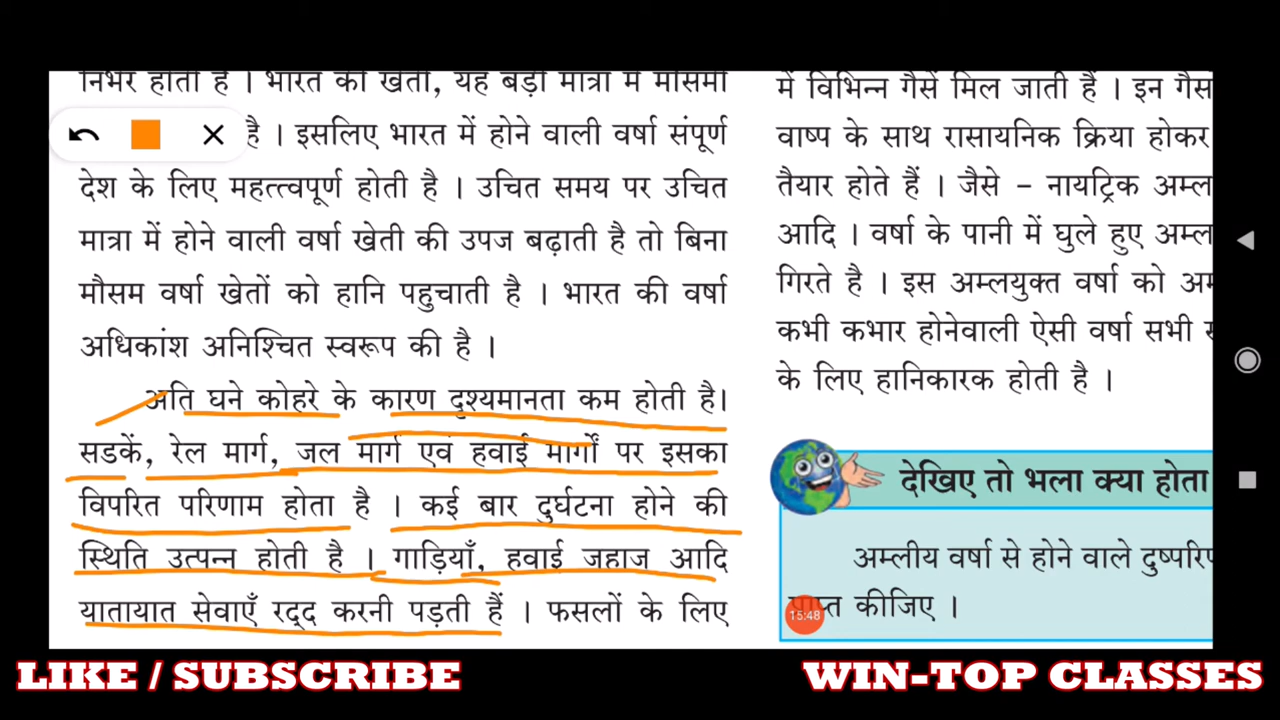 निर्भर होती है । भारत की खेती, यह बड़ी मात्रा में मौसमी
है । इसलिए भारत में होने वाली वर्षा संपूर्ण
देश के लिए महत्त्वपूर्ण होती है । उचित समय पर उचित
मात्रा में होने वाली वर्षा खेती की उपज बढ़ाती है तो बिना
मौसम वर्षा खेतों को हानि पहुचाती है । भारत की वर्षा
अधिकांश अनिश्चित स्वरूप की है ।
अति घने कोहरे के कारण दृश्यमानता कम होती है।
सडकें, रेल मार्ग, जल मार्ग एवं हवाई मार्गों पर इसका
विपरित परिणाम होता है । कई बार दुर्घटना होने की
स्थिति उत्पन्न होती है । गाड़ियाँ, हवाई जहाज आदि
यातायात सेवाएँ रद्द करनी पड़ती हैं । फसलों के लिए
में विभिन्न गैसें मिल जाती हैं । इन गैस
वाष्प के साथ रासायनिक क्रिया होकर
तैयार होते हैं । जैसे – नायट्रिक अम्ल
आदि । वर्षा के पानी में घुले हुए अम्ल
गिरते है । इस अम्लयुक्त वर्षा को
कभी कभार होनेवाली ऐसी वर्षा सभी
के लिए हानिकारक होती है ।
देखिए तो भला क्या होता
अम्लीय वर्षा से होने वाले
कीजिए ।
15:48
LIKE / SUBSCRIBE
WIN-TOP CLASSES